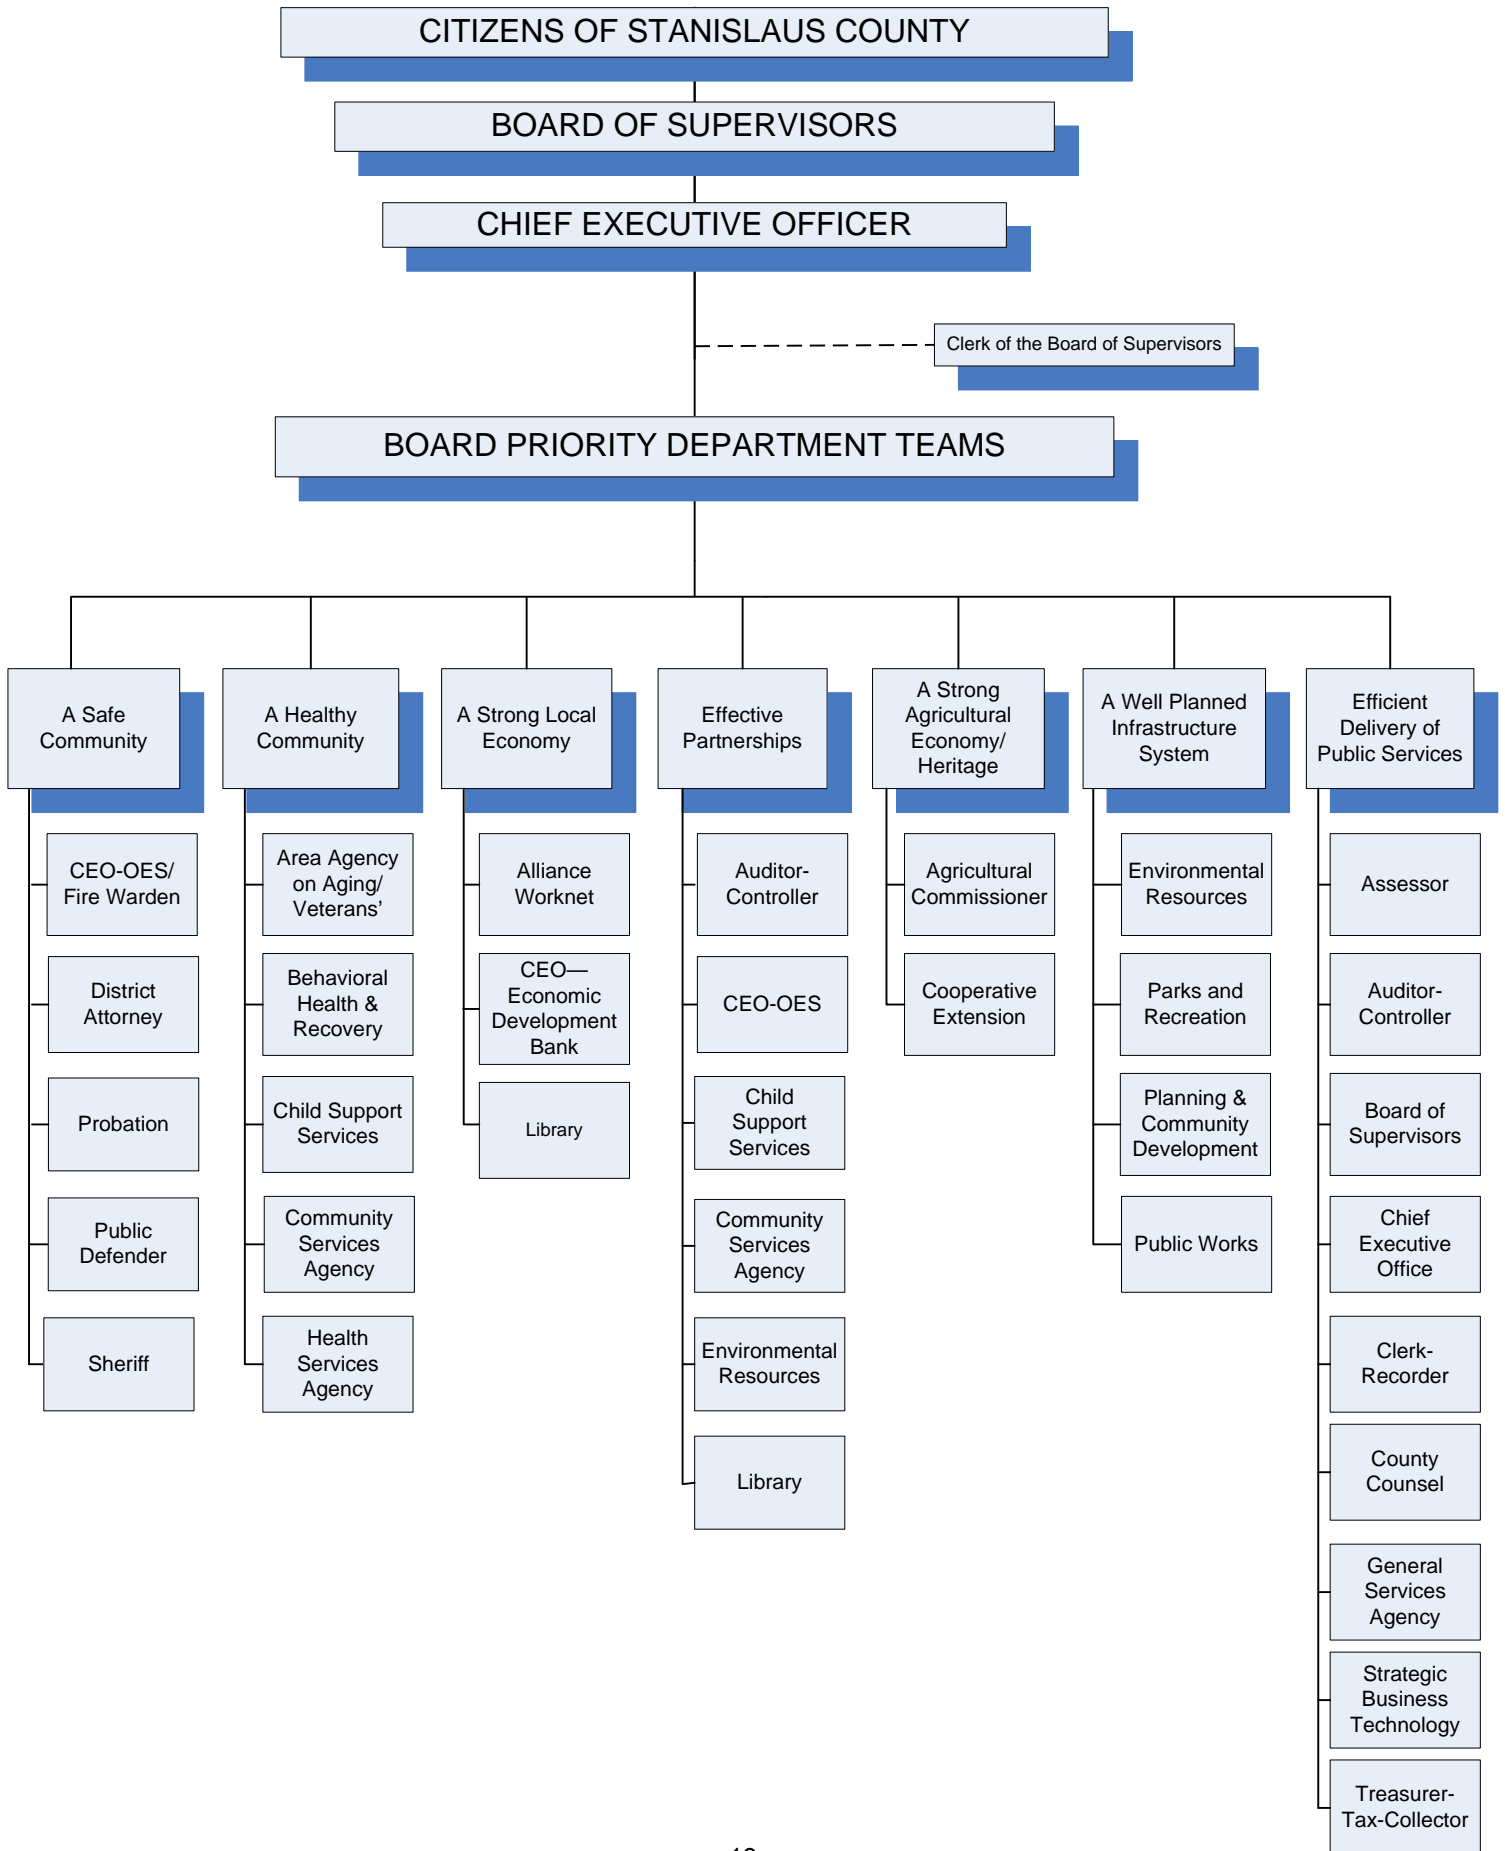 CITIZENS OF STANISLAUS COUNTY
BOARD OF SUPERVISORS
CHIEF EXECUTIVE OFFICER
Clerk of the Board of Supervisors
BOARD PRIORITY DEPARTMENT TEAMS
A Safe
Community
CEO-OES/
Fire Warden
District
Attorney
Probation
Public
Defender
Sheriff
A Healthy
Community
Area Agency
on Aging/
Veterans’
Behavioral
Health &
Recovery
Child Support
Services
Community
Services
Agency
Health
Services
Agency
A Strong Local
Economy
Alliance
Worknet
CEO—
Economic
Development
Bank
Library
Effective
Partnerships
Auditor-
Controller
CEO-OES
Child
Support
Services
Community
Services
Agency
Environmental
Resources
Library
A Strong
Agricultural
Economy/
Heritage
Agricultural
Commissioner
Cooperative
Extension
A Well Planned
Infrastructure
System
Environmental
Resources
Parks and
Recreation
Planning &
Community
Development
Public Works
Efficient
Delivery of
Public Services
Assessor
Auditor-
Controller
Board of
Supervisors
Chief
Executive
Office
Clerk-
Recorder
County
Counsel
General
Services
Agency
Strategic
Business
Technology
Treasurer-
Tax-Collector